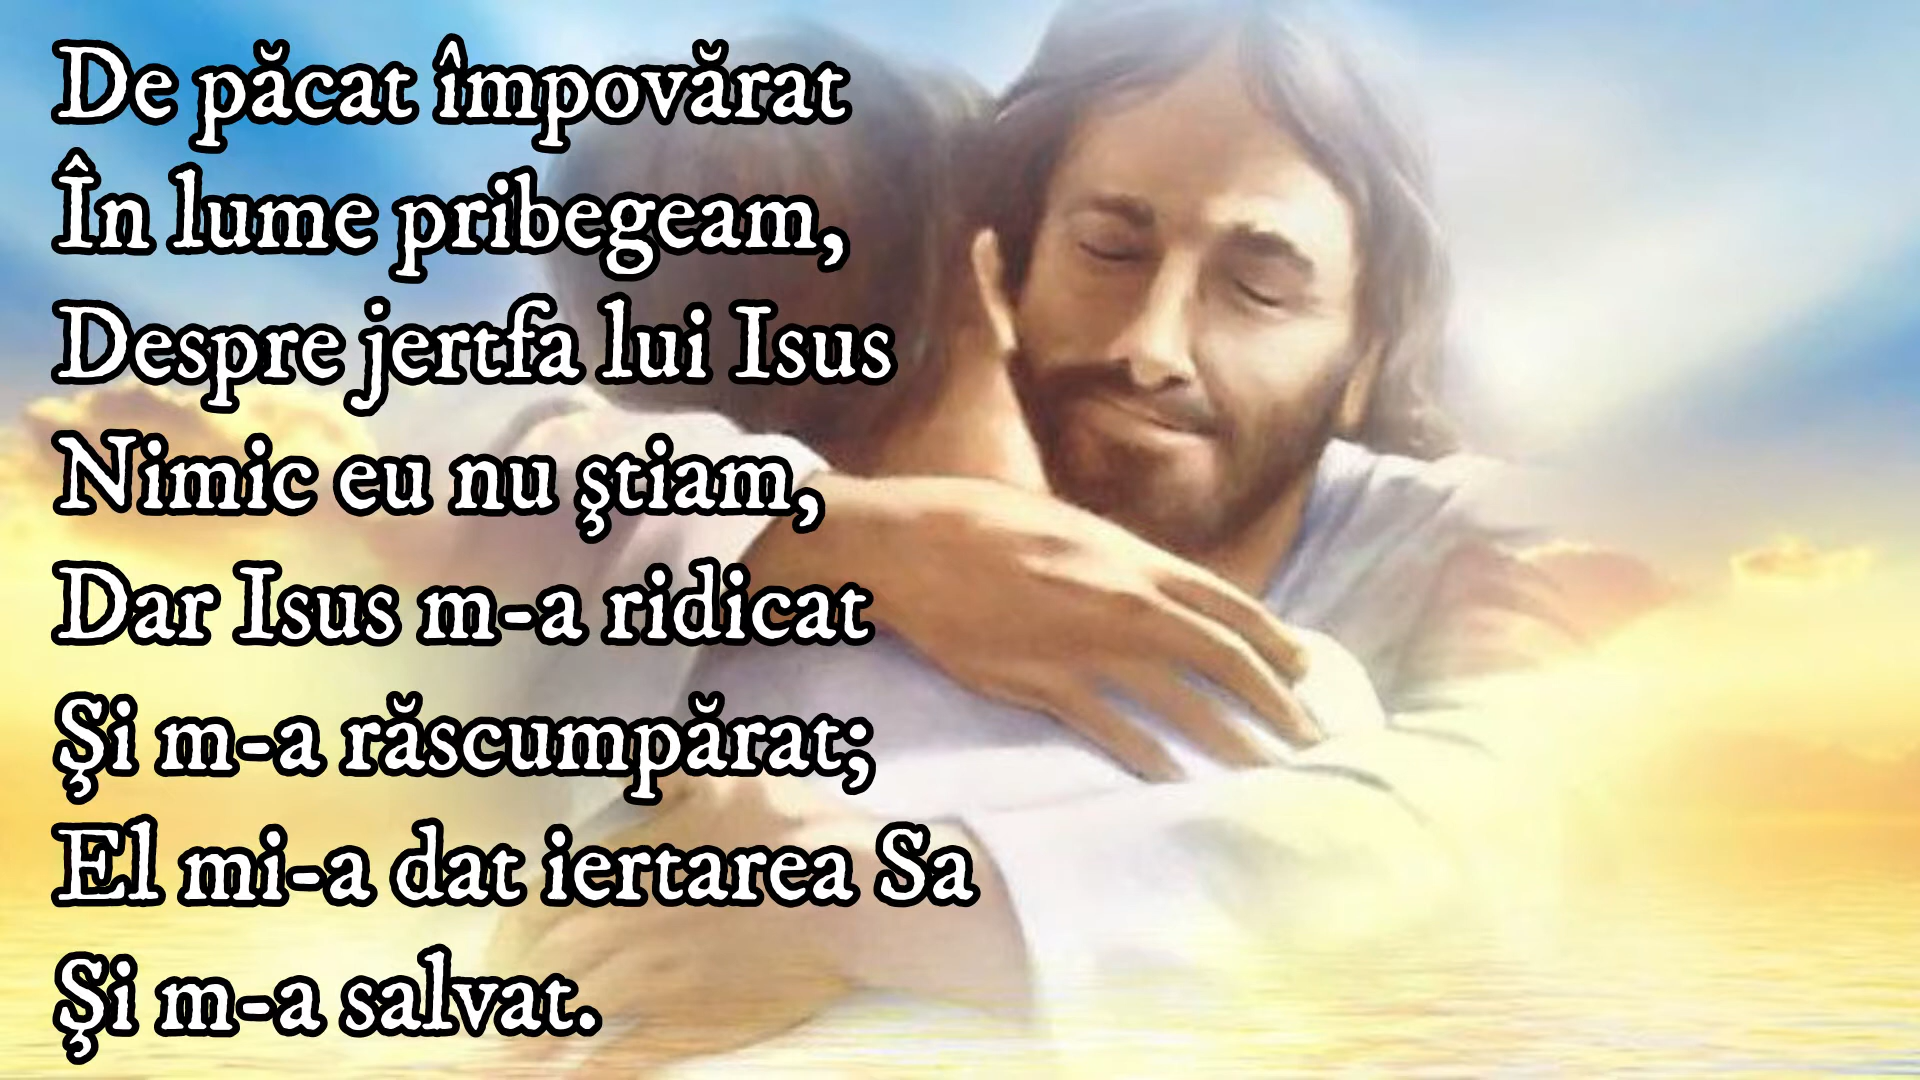 De păcat împovărat
În lume pribegeam,
Despre jertfa lui Isus
Nimic eu nu ştiam,
Dar Isus m-a ridicat
Şi m-a răscumpărat;
El mi-a dat iertarea Sa
Şi m-a salvat.